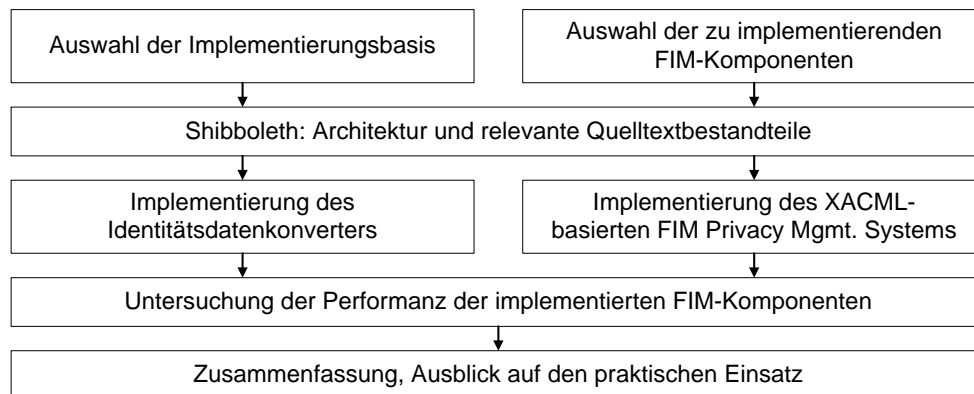 Auswahl der Implementierungsbasis
Auswahl der zu implementierenden
FIM-Komponenten
Shibboleth: Architektur und relevante Quelltextbestandteile
Implementierung des
Identitätsdatenkonverters
Implementierung des XACML-
basierten FIM Privacy Mgmt. Systems
Untersuchung der Performanz der implementierten FIM-Komponenten
Zusammenfassung, Ausblick auf den praktischen Einsatz